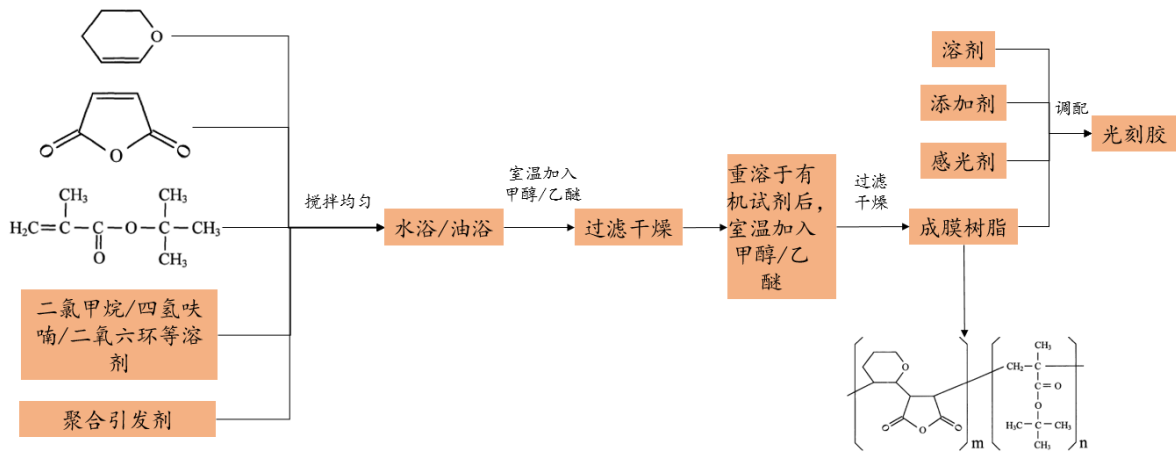 O
O
O
O
CH₃
H₂C
C
C
O
O
C
CH₃
CH₃
CH₃
二氯甲烷/四氢呋
喃/二氧六环等溶
剂
聚合引发剂
搅拌均匀
水浴/油浴
室温加入
甲醇/乙醚
过滤干燥
重溶于有
机试剂后，
室温加入
甲醇/乙
醚
过滤
干燥
溶剂
添加剂
感光剂
成膜树脂
调配
光刻胶
O
O
O
O
m
CH₃
CH₂
C
C
O
O
H₃C
C
CH₃
CH₃
n